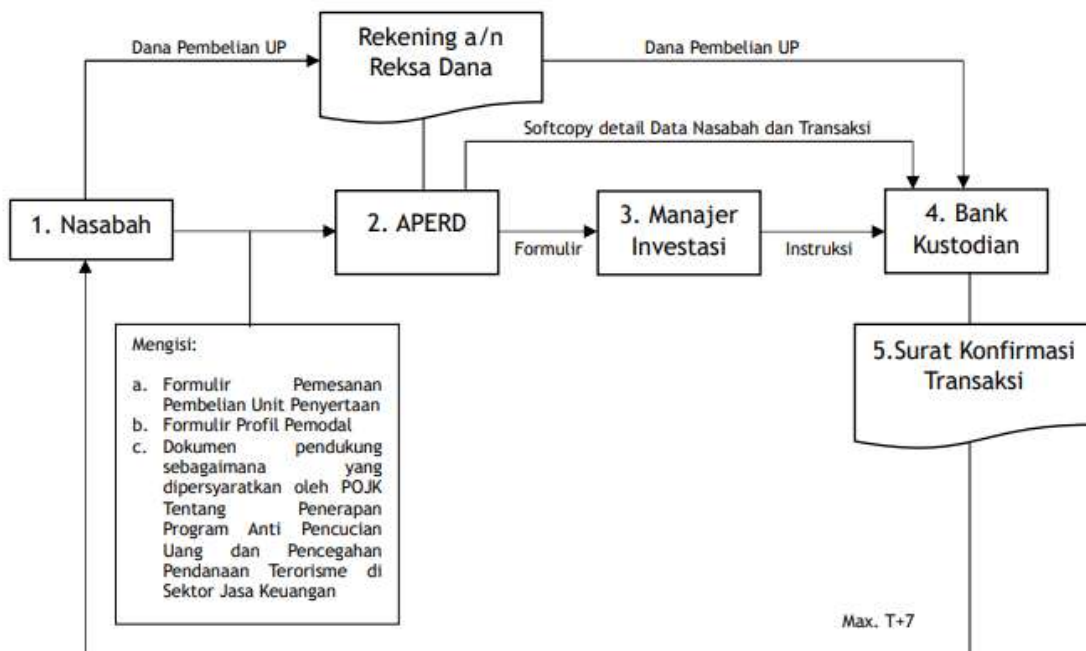 Dana Pembelian UP
Rekening a/n
Reksa Dana
Dana Pembelian UP
Softcopy detail Data Nasabah dan Transaksi
1. Nasabah
2. APERD
Formulir
3. Manajer
Investasi
Instruksi
4. Bank
Kustodian
Mengisi:
a. Formulir Pemesanan
Pembelian Unit Penyertaan
b. Formulir Profil Pemodal
c. Dokumen pendukung
sebagaimana yang
dipersyaratkan oleh POJK
Tentang Penerapan
Program Anti Pencucian
Uang dan Pencegahan
Pendanaan Terorisme di
Sektor Jasa Keuangan
5.Surat Konfirmasi
Transaksi
Max. T+7